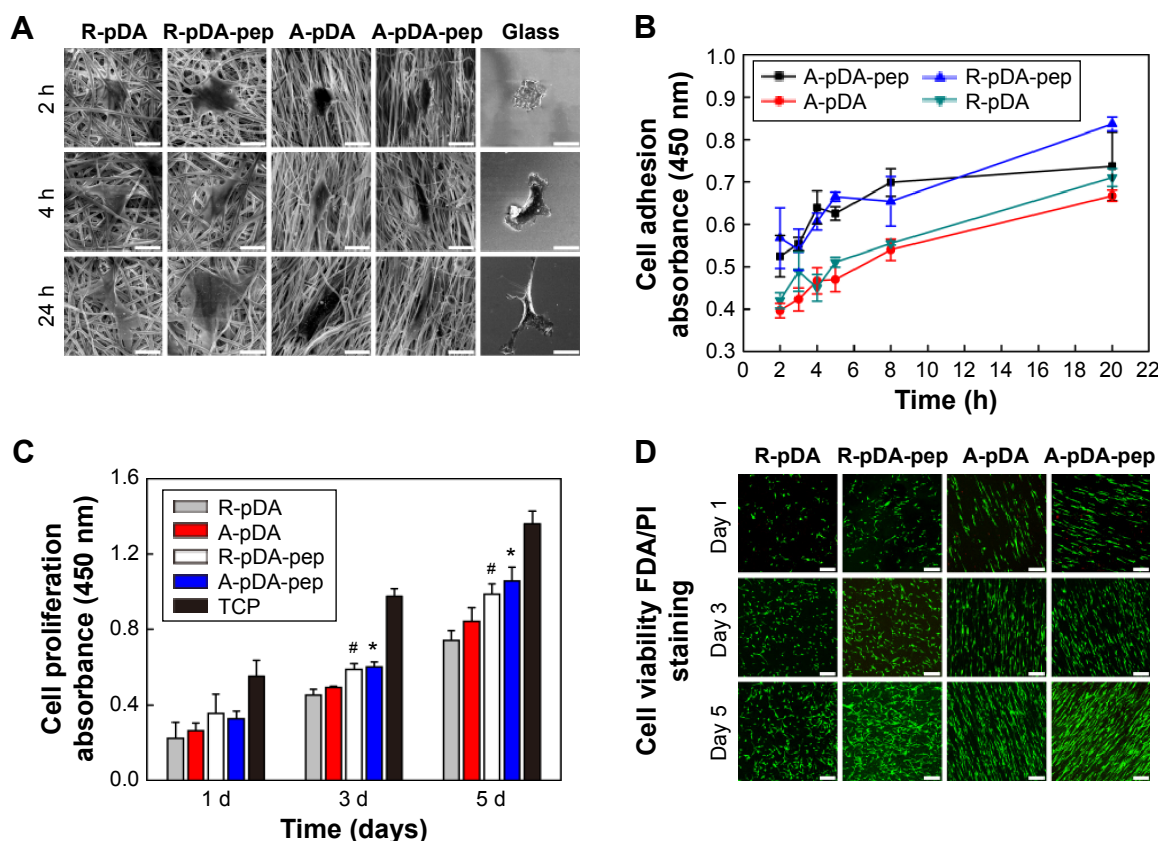 A
R-pDA R-pDA-pep A-pDA A-pDA-pep Glass
2 h
4 h
24 h
B
Cell adhesion
absorbance (450 nm)
1.0
0.9
0.8
0.7
0.6
0.5
0.4
0.3
A-pDA-pep R-pDA-pep
A-pDA R-pDA
0 2 4 6 8 10 12 14 16 18 20 22
Time (h)
C
Cell proliferation
absorbance (450 nm)
1.6
1.2
0.8
0.4
0.0
R-pDA
A-pDA
R-pDA-pep
A-pDA-pep
TCP
# *
# *
1 d 3 d 5 d
Time (days)
D
R-pDA R-pDA-pep A-pDA A-pDA-pep
Cell viability FDA/PI
staining
Day 1
Day 3
Day 5